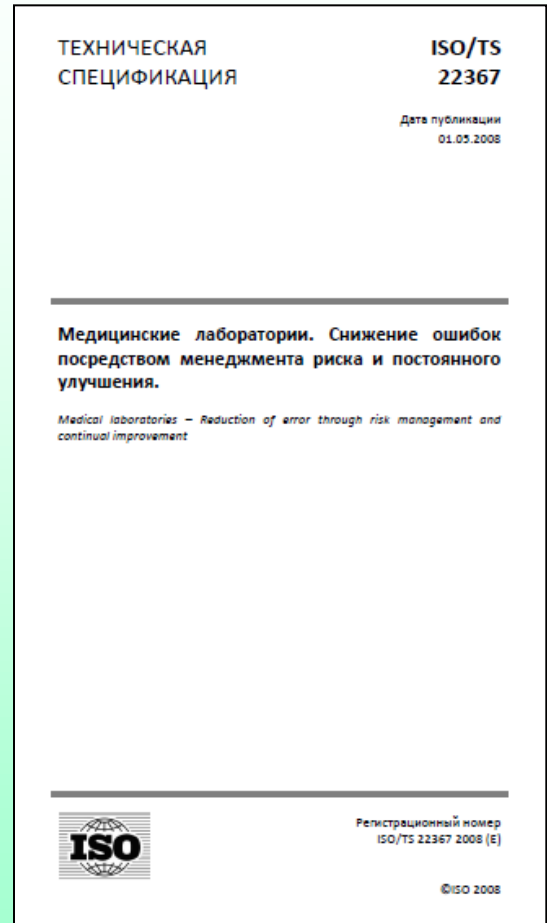 ТЕХНИЧЕСКАЯ
СПЕЦИФИКАЦИЯ
ISO/TS
22367
Дата публикации
01.05.2008
Медицинские лаборатории. Снижение ошибок
посредством менеджмента риска и постоянного
улучшения.
Medical laboratories – Reduction of error through risk management and
continual improvement
ISO
Регистрационный номер
ISO/TS 22367 2008 (E)
©ISO 2008